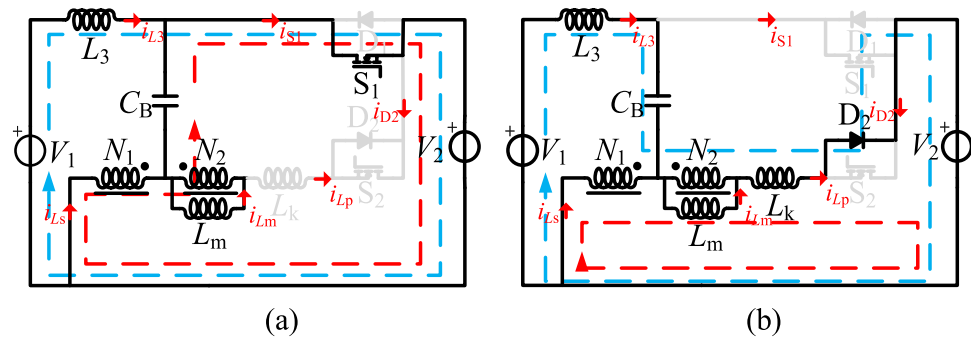 L3
iL3
iS1
D1
S1
CB
iD2
D2
V1
N1
N2
S2
V2
iLs
iLm
Lk
iLp
Lm
(a)
L3
iL3
iS1
D1
S1
CB
iD2
D2
V1
N1
N2
S2
V2
iLs
iLm
Lk
iLp
Lm
(b)